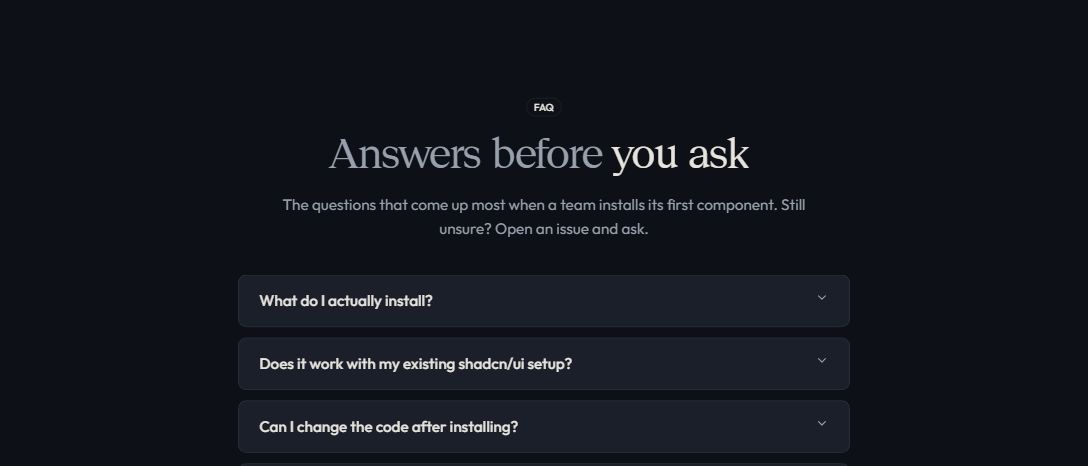 FAQ
Answers before you ask
The questions that come up most when a team installs its first component. Still
unsure? Open an issue and ask.
What do I actually install?
Does it work with my existing shadcn/ui setup?
Can I change the code after installing?